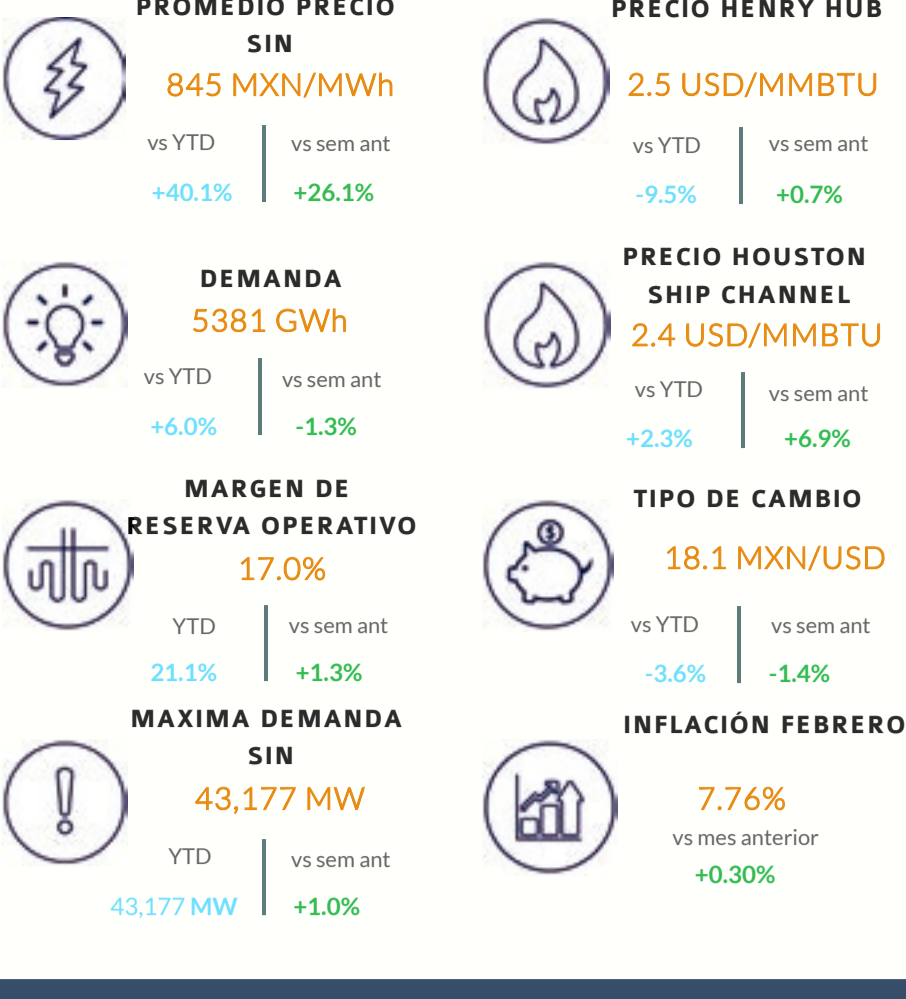 PROMEDIO PRECIO
SIN
845 MXN/MWh
vs YTD
vs sem ant
+40.1%
+26.1%
PRECIO HENRY HUB
2.5 USD/MMBTU
vs YTD
vs sem ant
-9.5%
+0.7%
DEMANDA
5381 GWh
vs YTD
vs sem ant
+6.0%
-1.3%
PRECIO HOUSTON
SHIP CHANNEL
2.4 USD/MMBTU
vs YTD
vs sem ant
+2.3%
+6.9%
MARGEN DE
RESERVA OPERATIVO
17.0%
YTD
vs sem ant
21.1%
+1.3%
TIPO DE CAMBIO
18.1 MXN/USD
vs YTD
vs sem ant
-3.6%
-1.4%
MAXIMA DEMANDA
SIN
43,177 MW
YTD
vs sem ant
43,177 MW
+1.0%
INFLACIÓN FEBRERO
7.76%
vs mes anterior
+0.30%
$